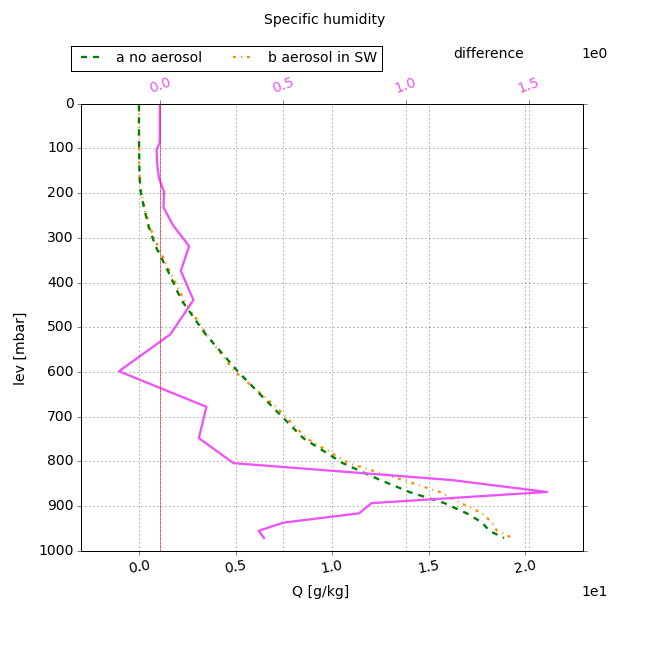 Specific humidity
a no aerosol b aerosol in SW difference 1e0
0.0 0.5 1.0 1.5
0
100
200
300
400
500
600
700
800
900
1000
lev [mbar]
0.0 0.5 1.0 1.5 2.0
Q [g/kg] 1e1